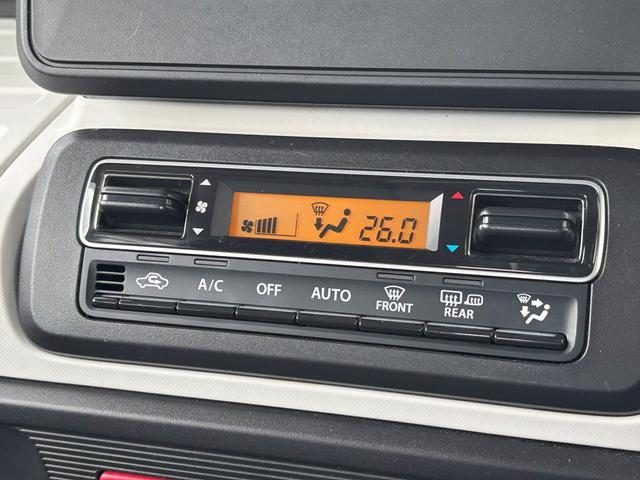 26.0
A/C OFF AUTO FRONT REAR